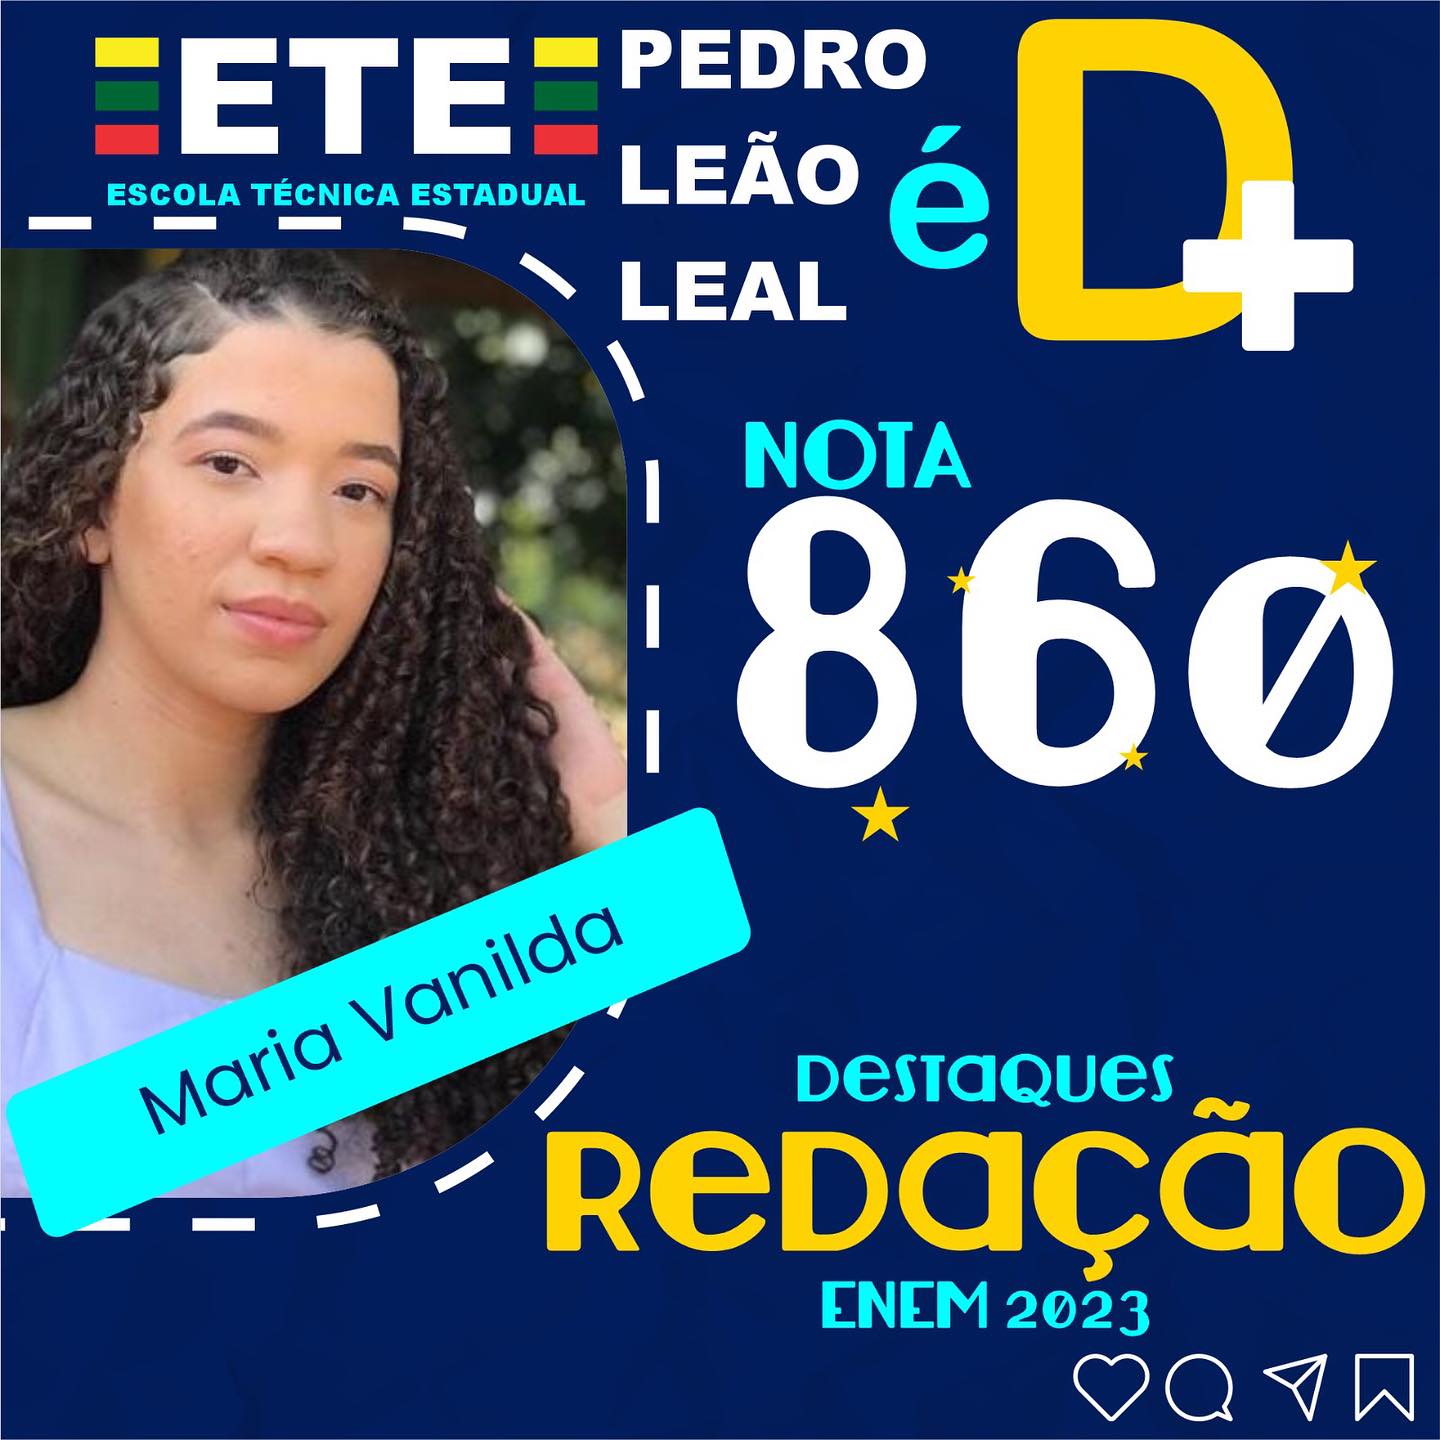 ETE
ESCOLA TÉCNICA ESTADUAL
PEDRO
LEÃO
LEAL
é D+
NOTA
860
Maria Vanilda
DESTAQUES
REDAÇÃO
ENEM 2023